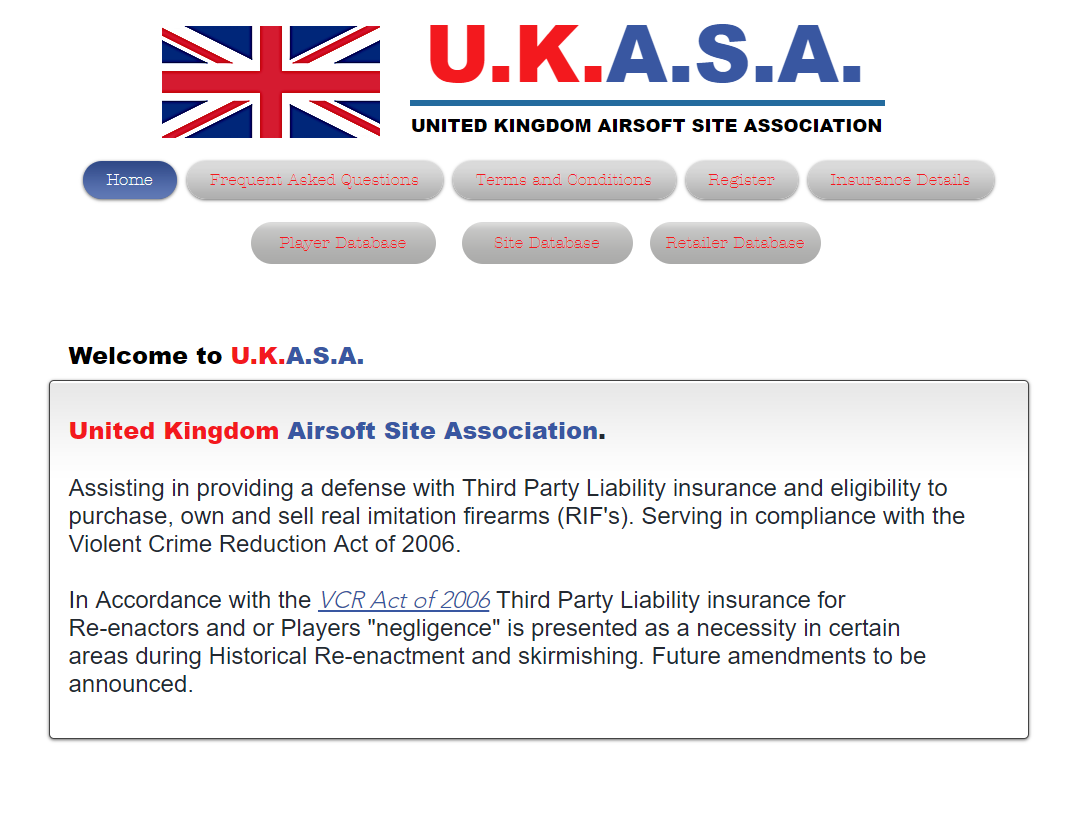 U.K.A.S.A.
UNITED KINGDOM AIRSOFT SITE ASSOCIATION
Home
Frequent Asked Questions
Terms and Conditions
Register
Insurance Details
Player Database
Site Database
Retailer Database
Welcome to U.K.A.S.A.
United Kingdom Airsoft Site Association.
Assisting in providing a defense with Third Party Liability insurance and eligibility to
purchase, own and sell real imitation firearms (RIF's). Serving in compliance with the
Violent Crime Reduction Act of 2006.
In Accordance with the VCR Act of 2006 Third Party Liability insurance for
Re-enactors and or Players "negligence" is presented as a necessity in certain
areas during Historical Re-enactment and skirmishing. Future amendments to be
announced.